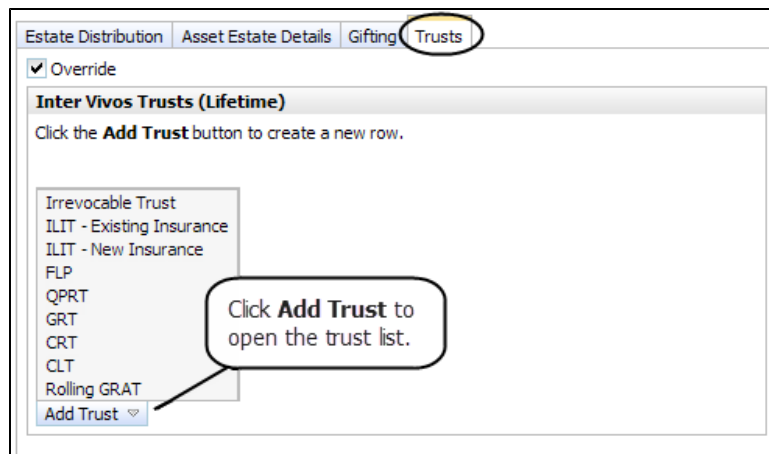 Estate Distribution Asset Estate Details Gifting Trusts
Override
Inter Vivos Trusts (Lifetime)
Click the Add Trust button to create a new row.
Irrevocable Trust
ILIT - Existing Insurance
ILIT - New Insurance
FLP
QPRT
GRT
CRT
CLT
Rolling GRAT
Add Trust
Click Add Trust to
open the trust list.